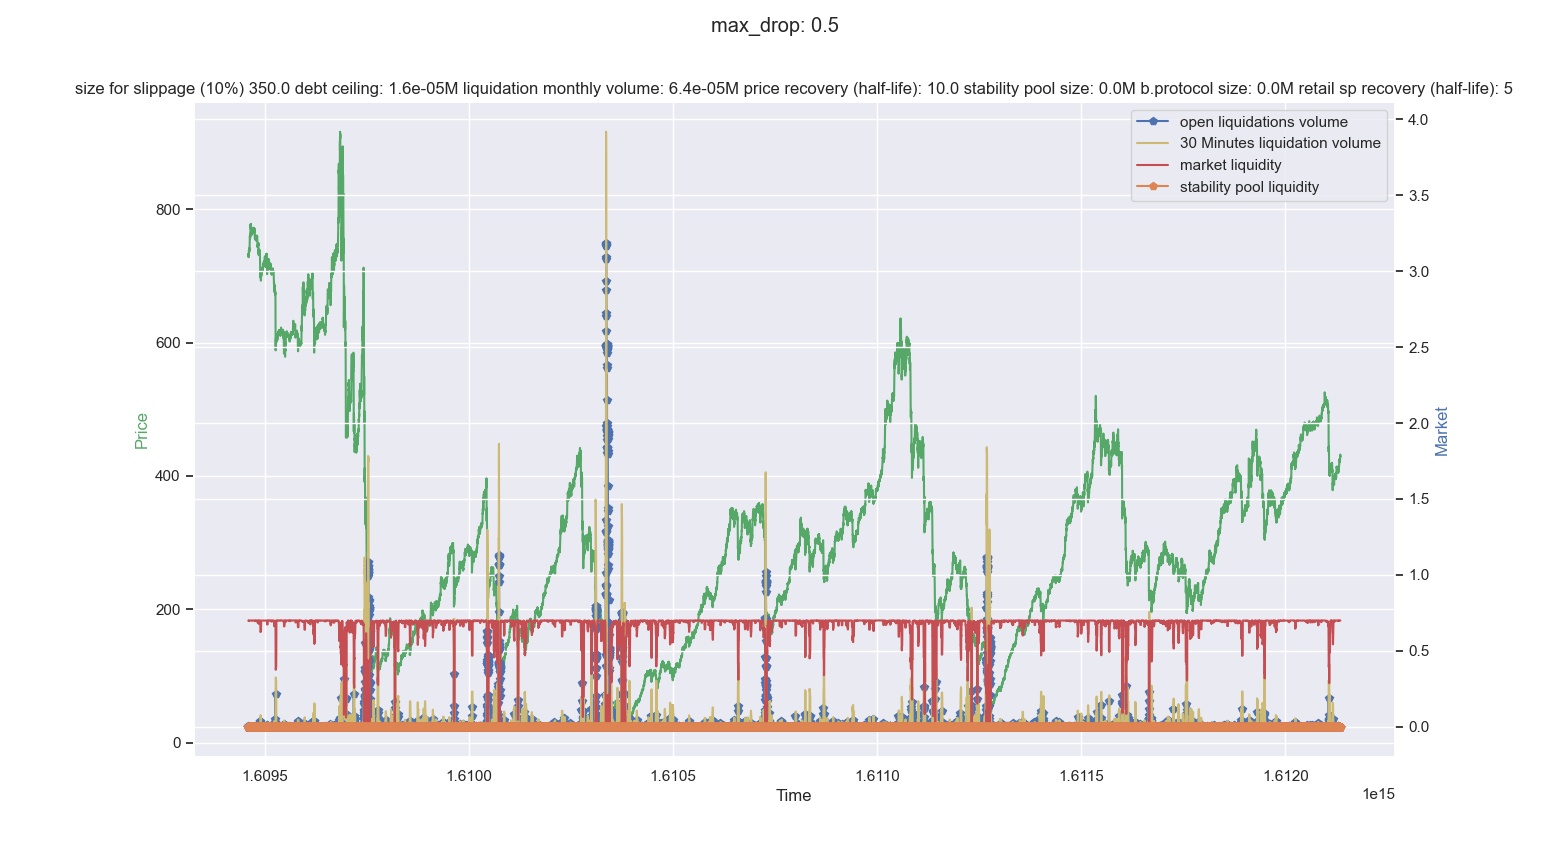 max_drop: 0.5
size for slippage (10%) 350.0 debt ceiling: 1.6e-05M liquidation monthly volume: 6.4e-05M price recovery (half-life): 10.0 stability pool size: 0.0M b.protocol size: 0.0M retail sp recovery (half-life): 5
open liquidations volume
30 Minutes liquidation volume
market liquidity
stability pool liquidity
Price
800
600
400
200
0
4.0
3.5
3.0
2.5
2.0
1.5
1.0
0.5
0.0
Market
1.6095 1.6100 1.6105 1.6110 1.6115 1.6120
Time
1e15